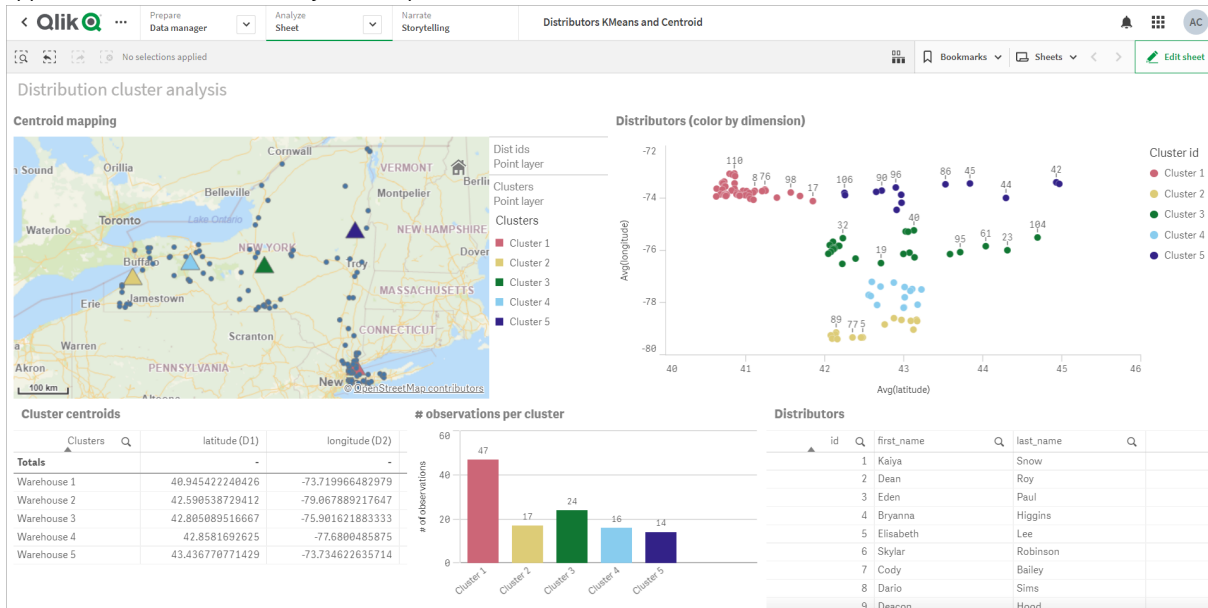 Qlik
Prepare
Data manager
Analyze
Sheet
Narrate
Storytelling
Distributors KMeans and Centroid
AC
No selections applied
Bookmarks
Sheets
Edit sheet
Distribution cluster analysis
Centroid mapping
Cornwall
n Sound
Orillia
VERMONT
Berlin
Belleville
Montpelier
Toronto
Lake Ontario
Waterloo
NEW HAMPSHIRE
NEW YORK
Dover
Buffalo
Troy
MASSACHUSETTS
Erie
Jamestown
CONNECTICUT
Scranton
Warren
Akron
PENNSYLVANIA
New
100 km
© OpenStreetMap contributors
Dist ids
Point layer
Clusters
Point layer
Clusters
Cluster 1
Cluster 2
Cluster 3
Cluster 4
Cluster 5
Distributors (color by dimension)
-72
-74
-76
-78
-80
Avg(longitude)
110
8 76
98
17
106
90 96
86
45
44
42
32
40
19
95
61
23
104
89
77 5
40
41
42
43
44
45
46
Avg(latitude)
Cluster id
Cluster 1
Cluster 2
Cluster 3
Cluster 4
Cluster 5
Cluster centroids
Clusters latitude (D1) longitude (D2)
Totals - -
Warehouse 1 40.945422240426 -73.719966482979
Warehouse 2 42.590538729412 -79.067889217647
Warehouse 3 42.805089516667 -75.901621883333
Warehouse 4 42.8581692625 -77.6800485875
Warehouse 5 43.436770771429 -73.734622635714
# observations per cluster
# of observations
60
40
20
0
47
17
24
16
14
Cluster 1
Cluster 2
Cluster 3
Cluster 4
Cluster 5
Distributors
id first_name last_name
1 Kaiya Snow
2 Dean Roy
3 Eden Paul
4 Bryanna Higgins
5 Elisabeth Lee
6 Skylar Robinson
7 Cody Bailey
8 Dario Sims
9 Deacon Hood